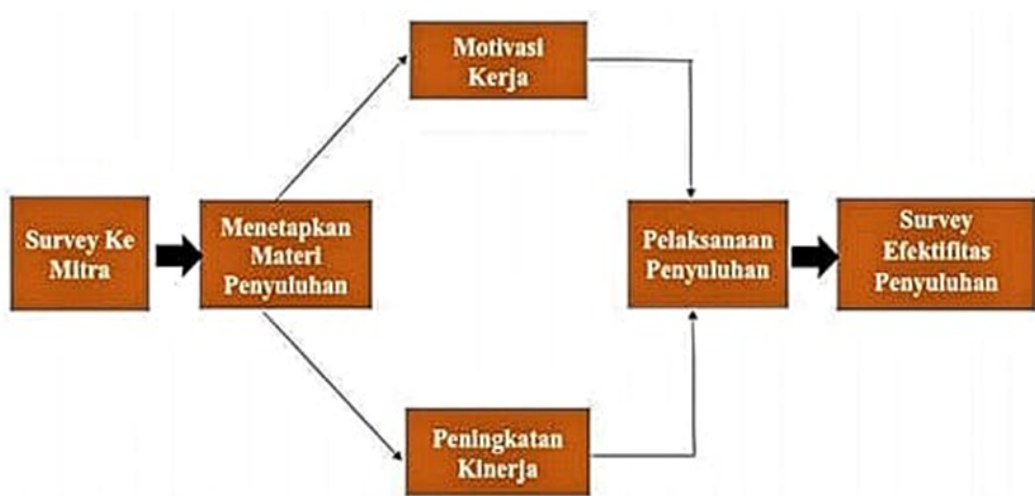 Motivasi
Kerja
Survey Ke
Mitra
Menetapkan
Materi
Penyuluhan
Pelaksanaan
Penyuluhan
Survey
Efektifitas
Penyuluhan
Peningkatan
Kinerja